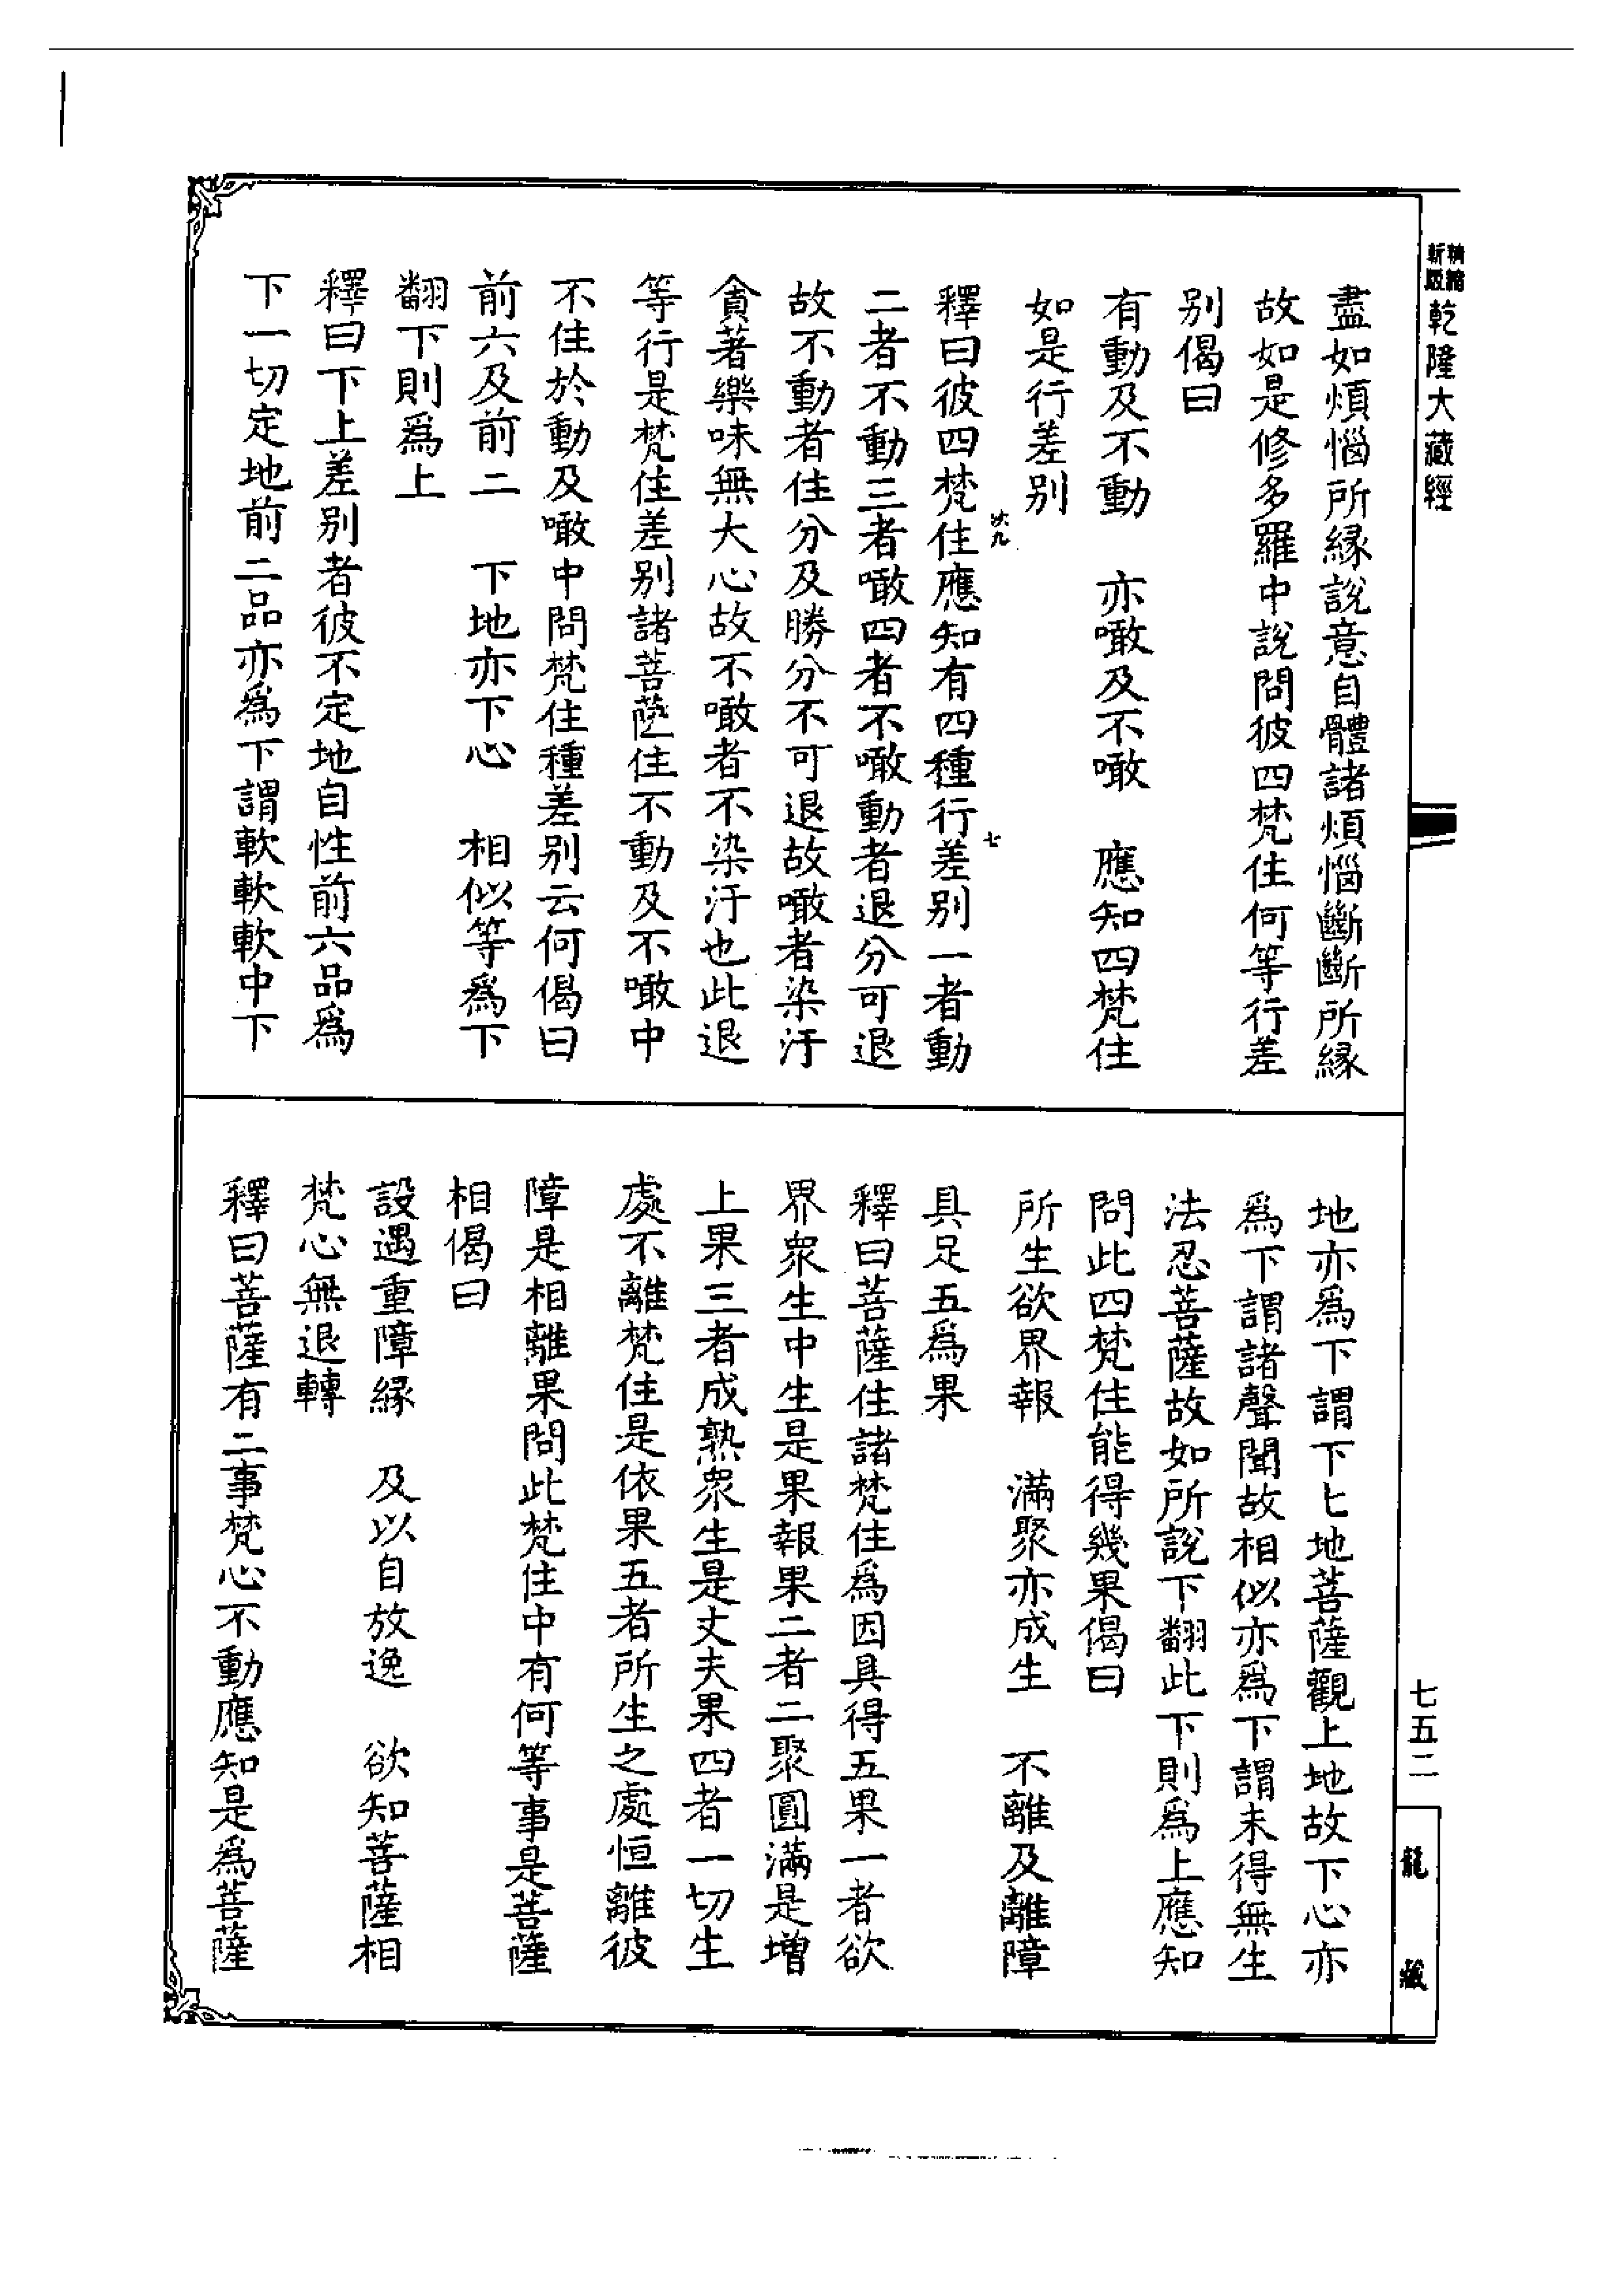 精縮
新版
乾隆大藏經
盡如煩惱所緣說意自體諸煩惱斷斷所緣
故如是修多羅中說問彼四梵住何等行差
別偈曰
有動及不動　亦噉及不噉　應知四梵住
如是行差別
釋曰彼四梵住應知有四種行差別一者動
二者不動三者噉四者不噉動者退分可退
故不動者住分及勝分不可退故噉者染汙
貪著樂味無大心故不噉者不染汙也此退
等行是梵住差別諸菩薩住不動及不噉中
不住於動及噉中問梵住種差別云何偈曰
前六及前二　下地亦下心　相似等爲下
翻下則爲上
釋曰下上差別者彼不定地自性前六品爲
下一切定地前二品亦爲下謂軟軟軟中下
地亦爲下謂下七地菩薩觀上地故下心亦
爲下謂諸聲聞故相似亦爲下謂未得無生
法忍菩薩故如所說下翻此下則爲上應知
問此四梵住能得幾果偈曰
所生欲界報　滿聚亦成生　不離及離障
具足五爲果
釋曰菩薩住諸梵住爲因具得五果一者欲
界衆生中生是果報果二者二聚圓滿是增
上果三者成熟衆生是丈夫果四者一切生
處不離梵住是依果五者所生之處恒離彼
障是相離果問此梵住中有何等事是菩薩
相偈曰
設遇重障緣　及以自放逸　欲知菩薩相
梵心無退轉
釋曰菩薩有二事梵心不動應知是爲菩薩
七五二
龍藏
七